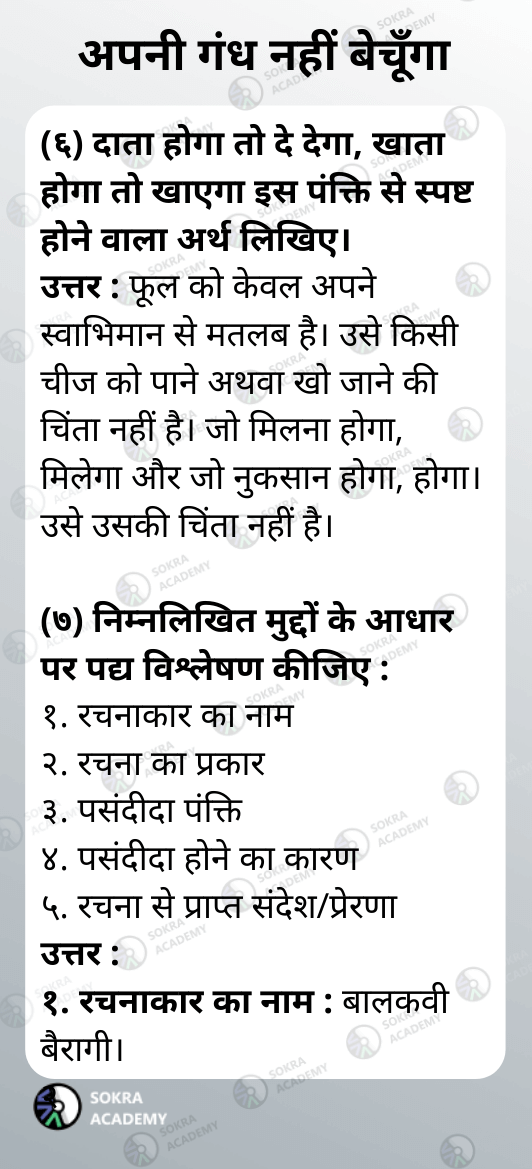 अपनी गंध नहीं बेचूँगा
(६) दाता होगा तो दे देगा, खाता
होगा तो खाएगा इस पंक्ति से स्पष्ट
होने वाला अर्थ लिखिए।
उत्तर : फूल को केवल अपने
स्वाभिमान से मतलब है। उसे किसी
चीज को पाने अथवा खो जाने की
चिंता नहीं है। जो मिलना होगा,
मिलेगा और जो नुकसान होगा, होगा।
उसे उसकी चिंता नहीं है।
(७) निम्नलिखित मुद्दों के आधार
पर पद्य विश्लेषण कीजिए :
१. रचनाकार का नाम
२. रचना का प्रकार
३. पसंदीदा पंक्ति
४. पसंदीदा होने का कारण
५. रचना से प्राप्त संदेश/प्रेरणा
उत्तर :
१. रचनाकार का नाम : बालकवी
बैरागी।
SOKRA
ACADEMY